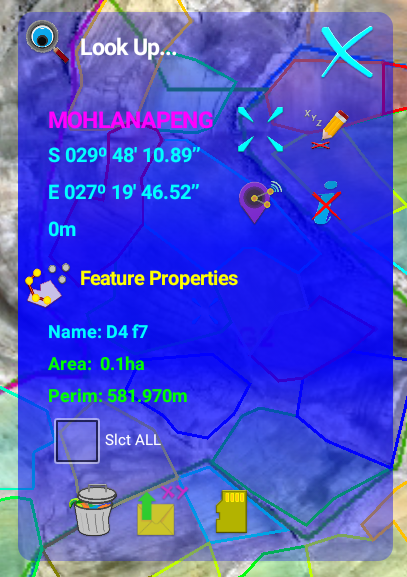 Look Up...
MOHLANAPENG
XYZ
S 029º 48' 10.89”
E 027º 19' 46.52”
0m
Feature Properties
Name: D4 f7
Area: 0.1ha
Perim: 581.970m
Slct ALL